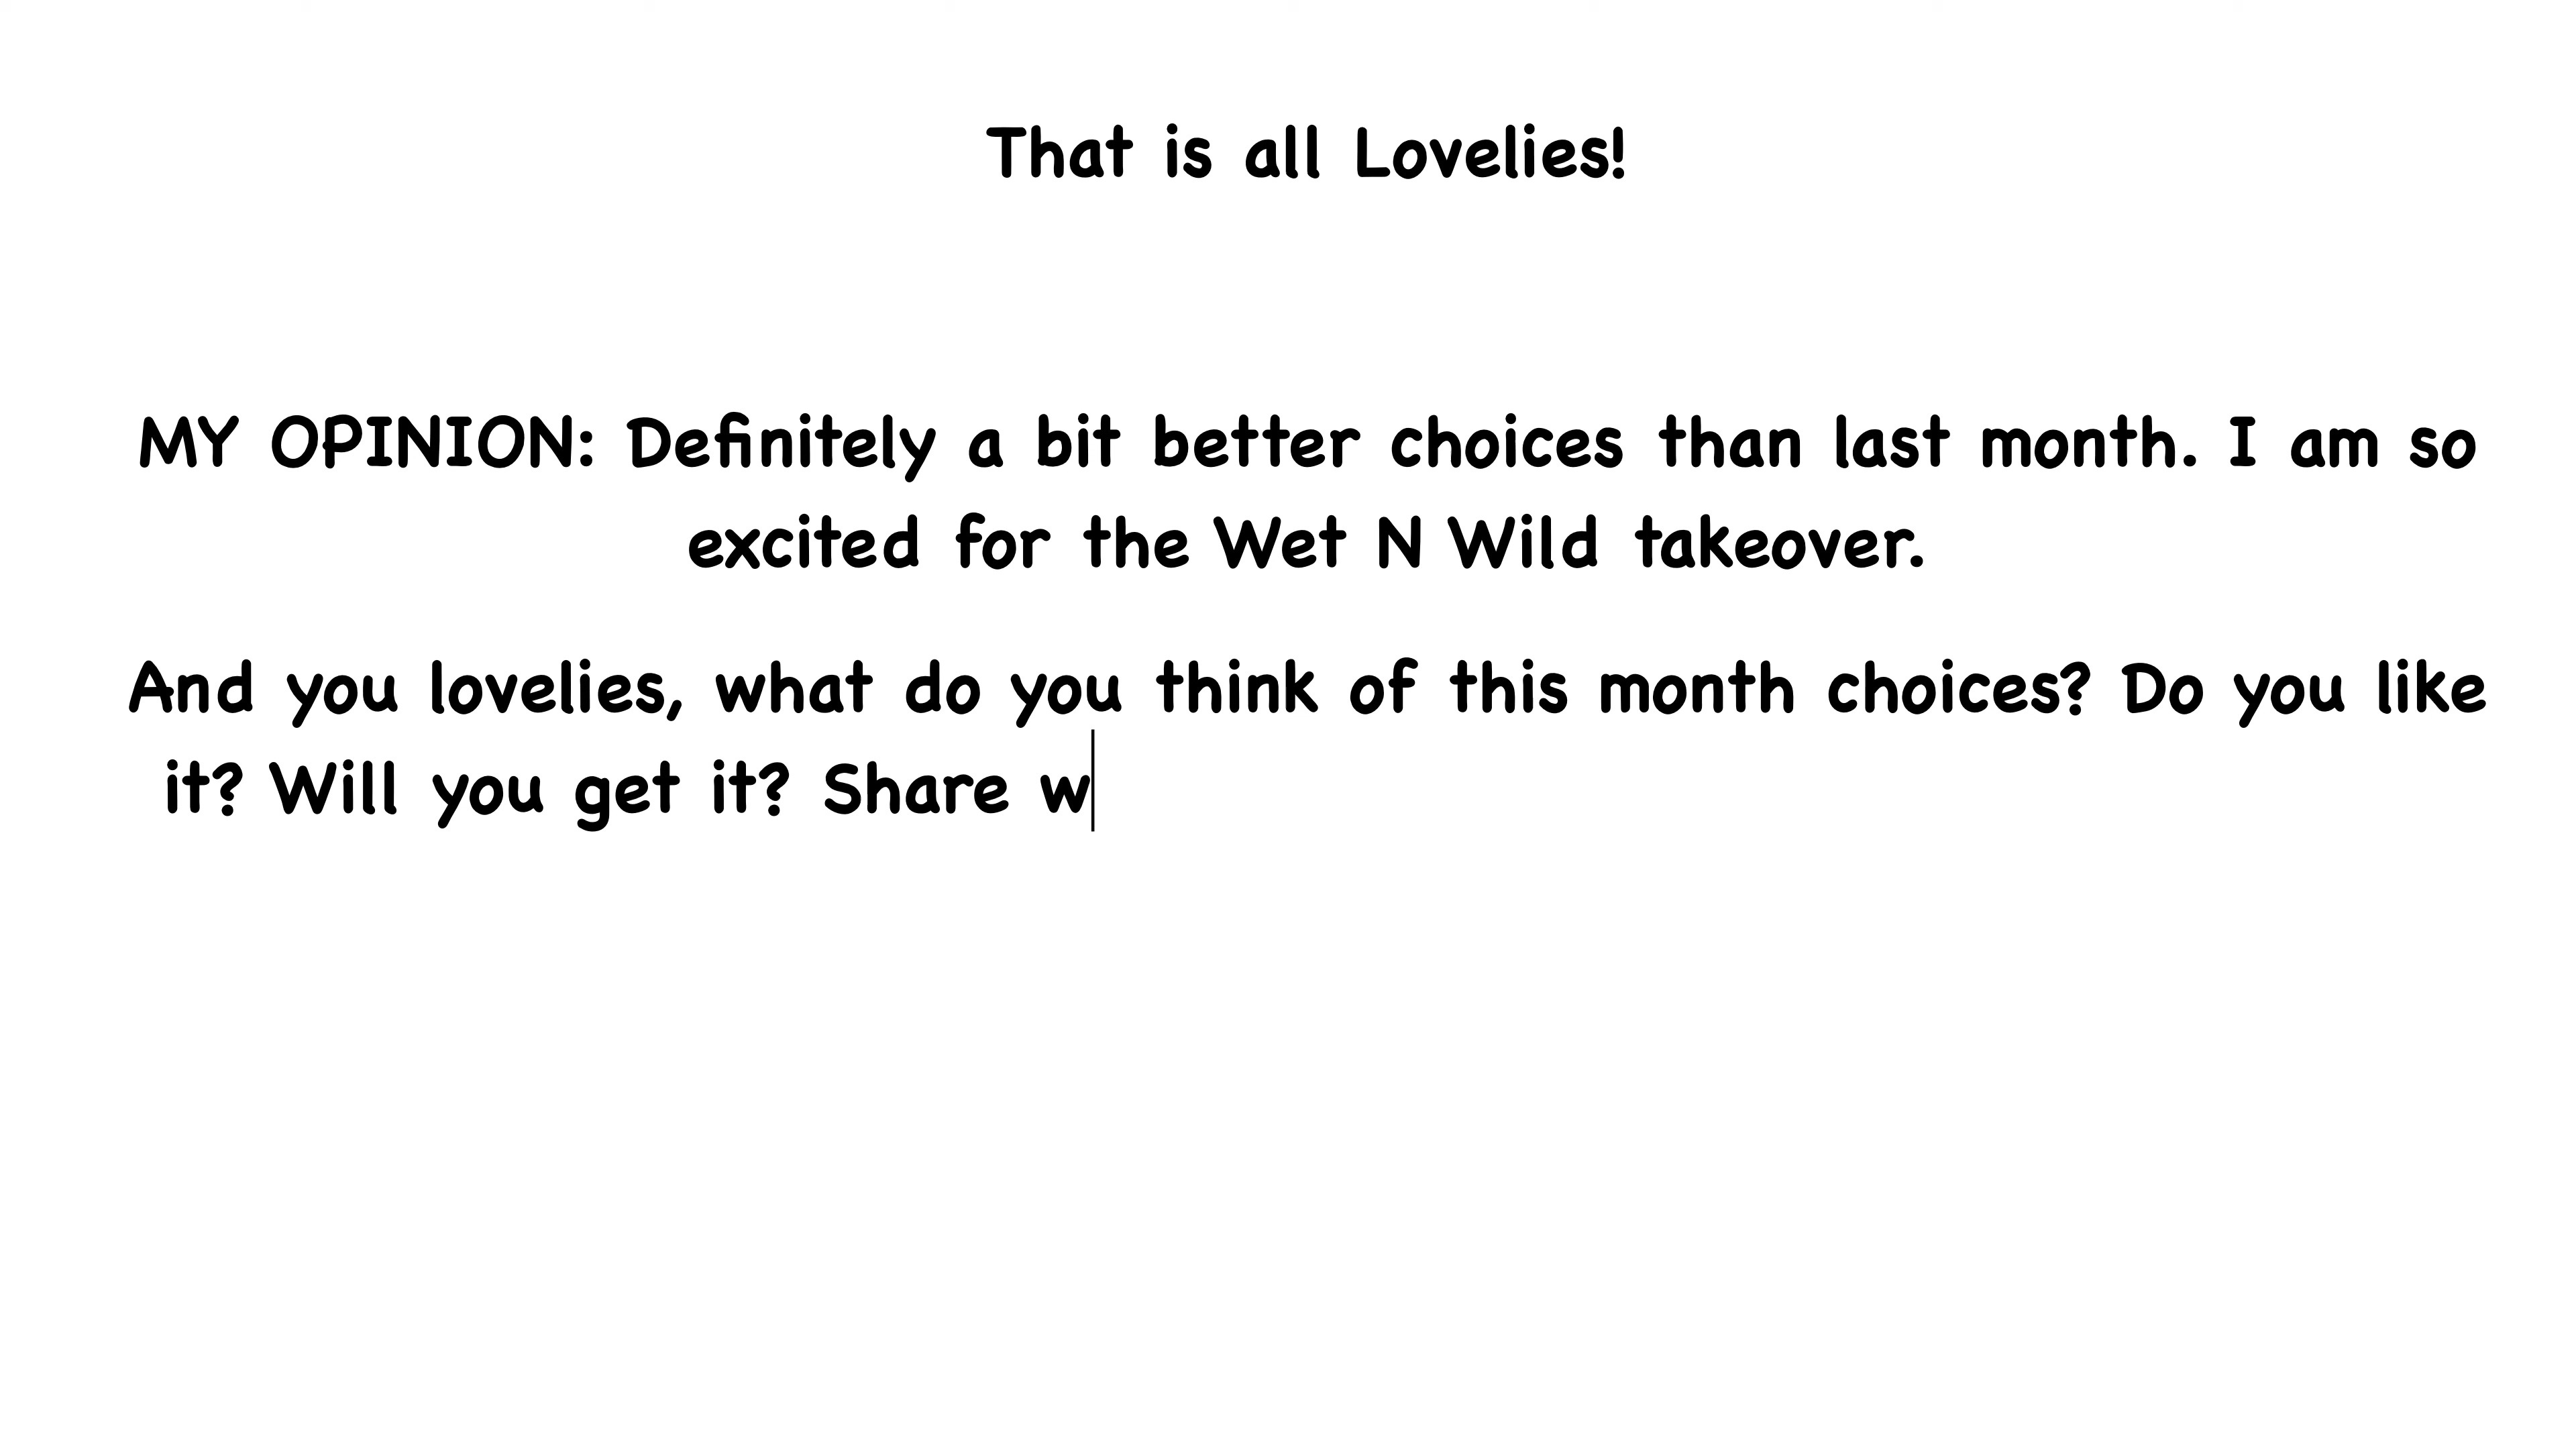 That is all Lovelies!
MY OPINION: Definitely a bit better choices than last month. I am so
excited for the Wet N Wild takeover.
And you lovelies, what do you think of this month choices? Do you like
it? Will you get it? Share w